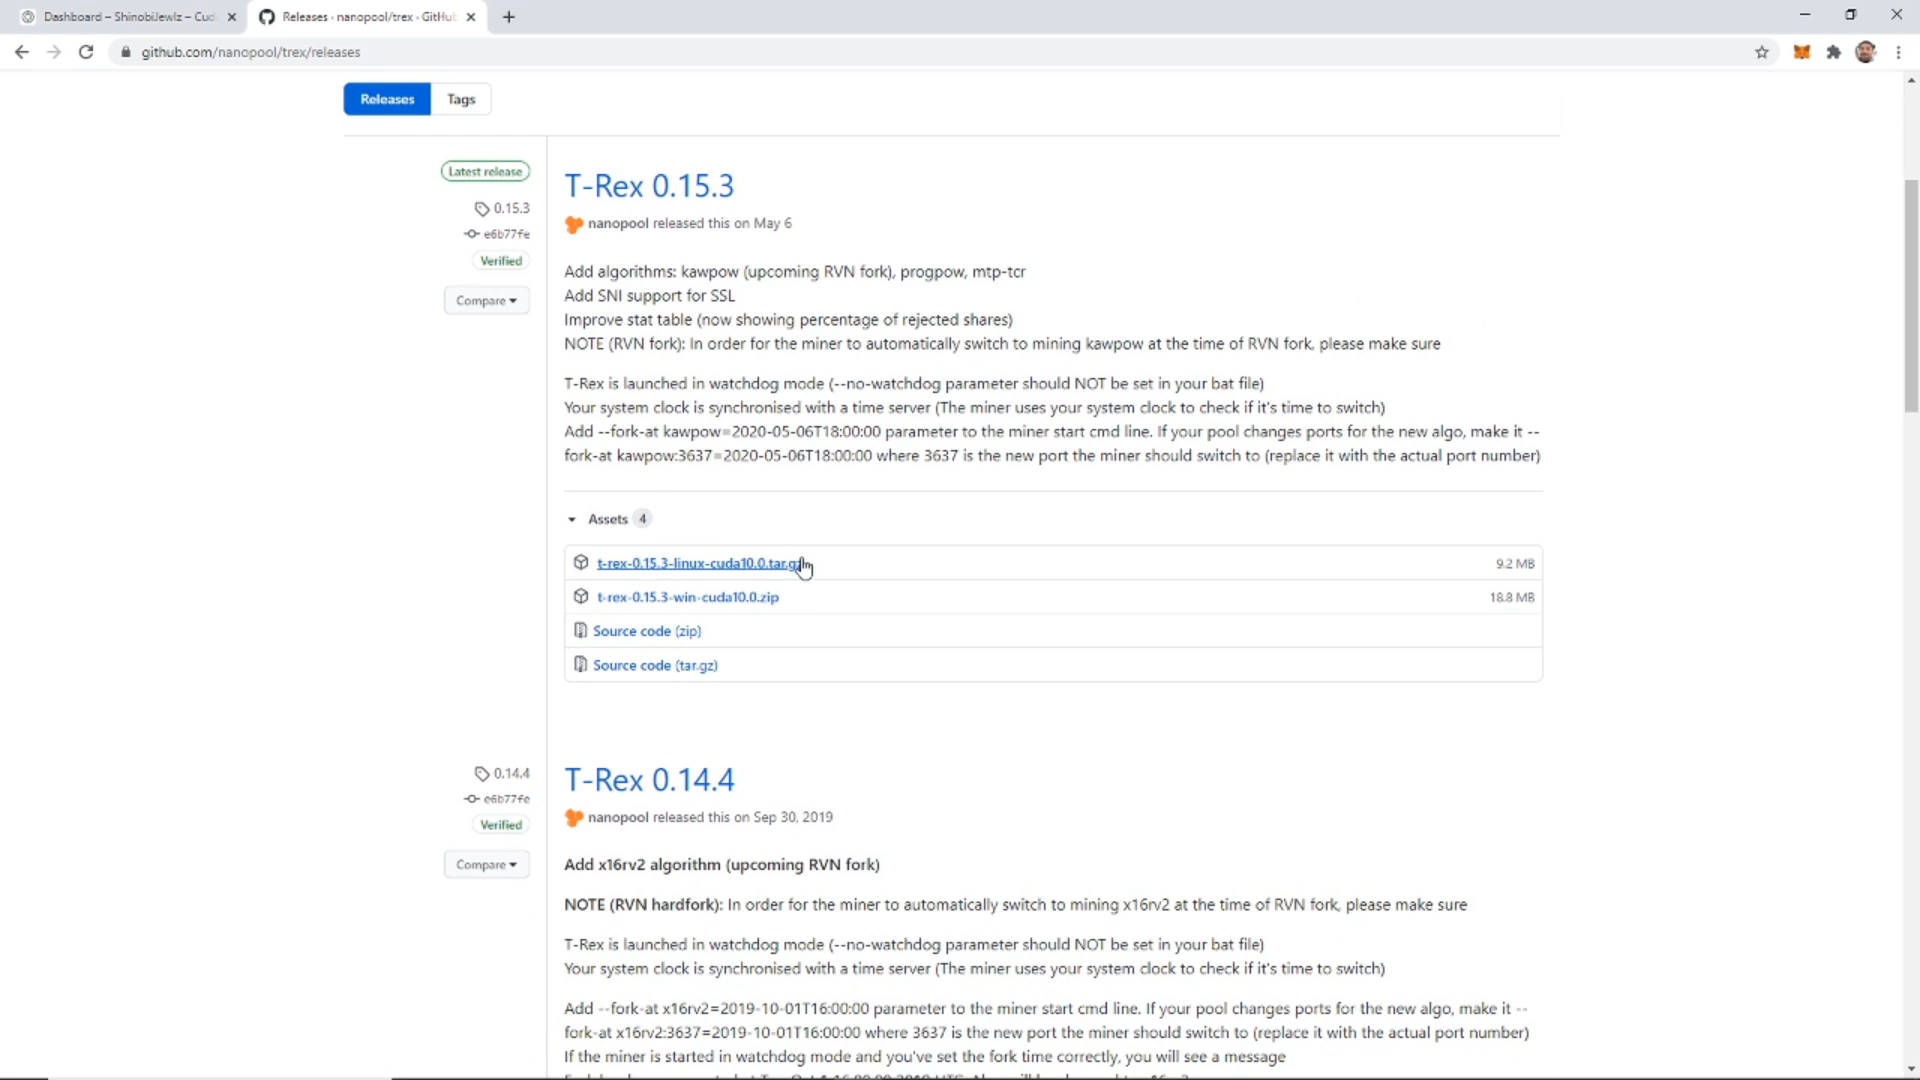 Dashboard – ShinobiJewlz – Cud
Releases · nanopool/trex · GitHub
github.com/nanopool/trex/releases
Releases
Tags
Latest release
0.15.3
e6b77fe
Verified
Compare
T-Rex 0.15.3
nanopool released this on May 6
Add algorithms: kawpow (upcoming RVN fork), progpow, mtp-tcr
Add SNI support for SSL
Improve stat table (now showing percentage of rejected shares)
NOTE (RVN fork): In order for the miner to automatically switch to mining kawpow at the time of RVN fork, please make sure
T-Rex is launched in watchdog mode (--no-watchdog parameter should NOT be set in your bat file)
Your system clock is synchronised with a time server (The miner uses your system clock to check if it's time to switch)
Add --fork-at kawpow=2020-05-06T18:00:00 parameter to the miner start cmd line. If your pool changes ports for the new algo, make it --
fork-at kawpow:3637=2020-05-06T18:00:00 where 3637 is the new port the miner should switch to (replace it with the actual port number)
Assets 4
t-rex-0.15.3-linux-cuda10.0.tar.gz
9.2 MB
t-rex-0.15.3-win-cuda10.0.zip
18.8 MB
Source code (zip)
Source code (tar.gz)
0.14.4
e6b77fe
Verified
Compare
T-Rex 0.14.4
nanopool released this on Sep 30, 2019
Add x16rv2 algorithm (upcoming RVN fork)
NOTE (RVN hardfork): In order for the miner to automatically switch to mining x16rv2 at the time of RVN fork, please make sure
T-Rex is launched in watchdog mode (--no-watchdog parameter should NOT be set in your bat file)
Your system clock is synchronised with a time server (The miner uses your system clock to check if it's time to switch)
Add --fork-at x16rv2=2019-10-01T16:00:00 parameter to the miner start cmd line. If your pool changes ports for the new algo, make it --
fork-at x16rv2:3637=2019-10-01T16:00:00 where 3637 is the new port the miner should switch to (replace it with the actual port number)
If the miner is started in watchdog mode and you've set the fork time correctly, you will see a message